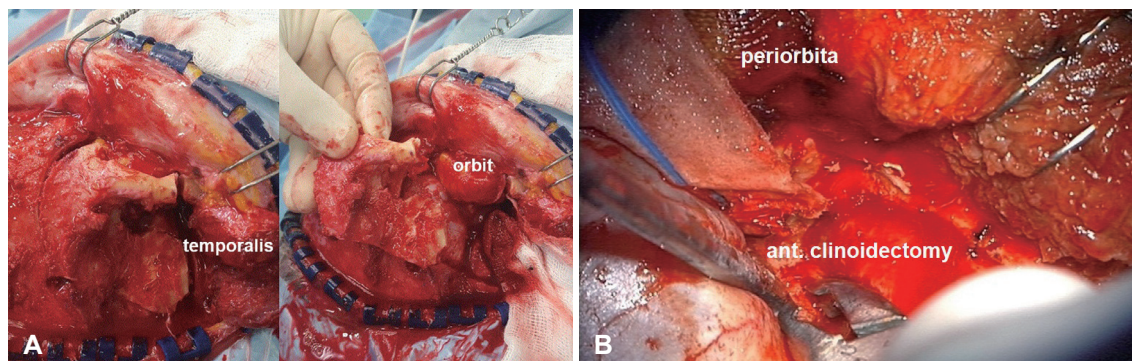 orbit
temporalis
A
periorbita
ant. clinoidectomy
B